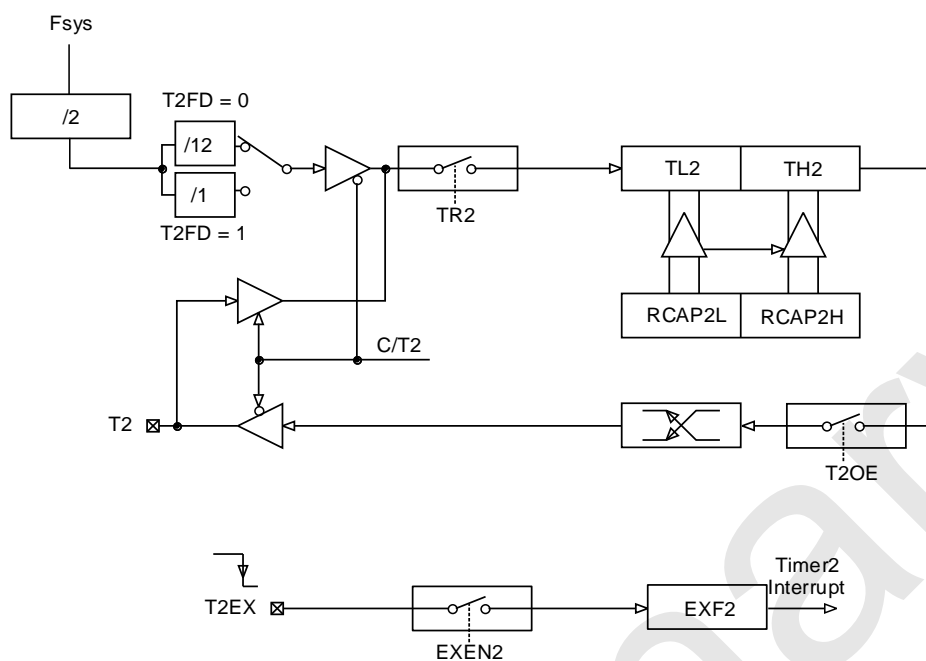 Fsys
/2
T2FD = 0
/12
/1
T2FD = 1
TR2
TL2
TH2
RCAP2L
RCAP2H
C/T2
T2
T2OE
T2EX
EXEN2
EXF2
Timer2
Interrupt